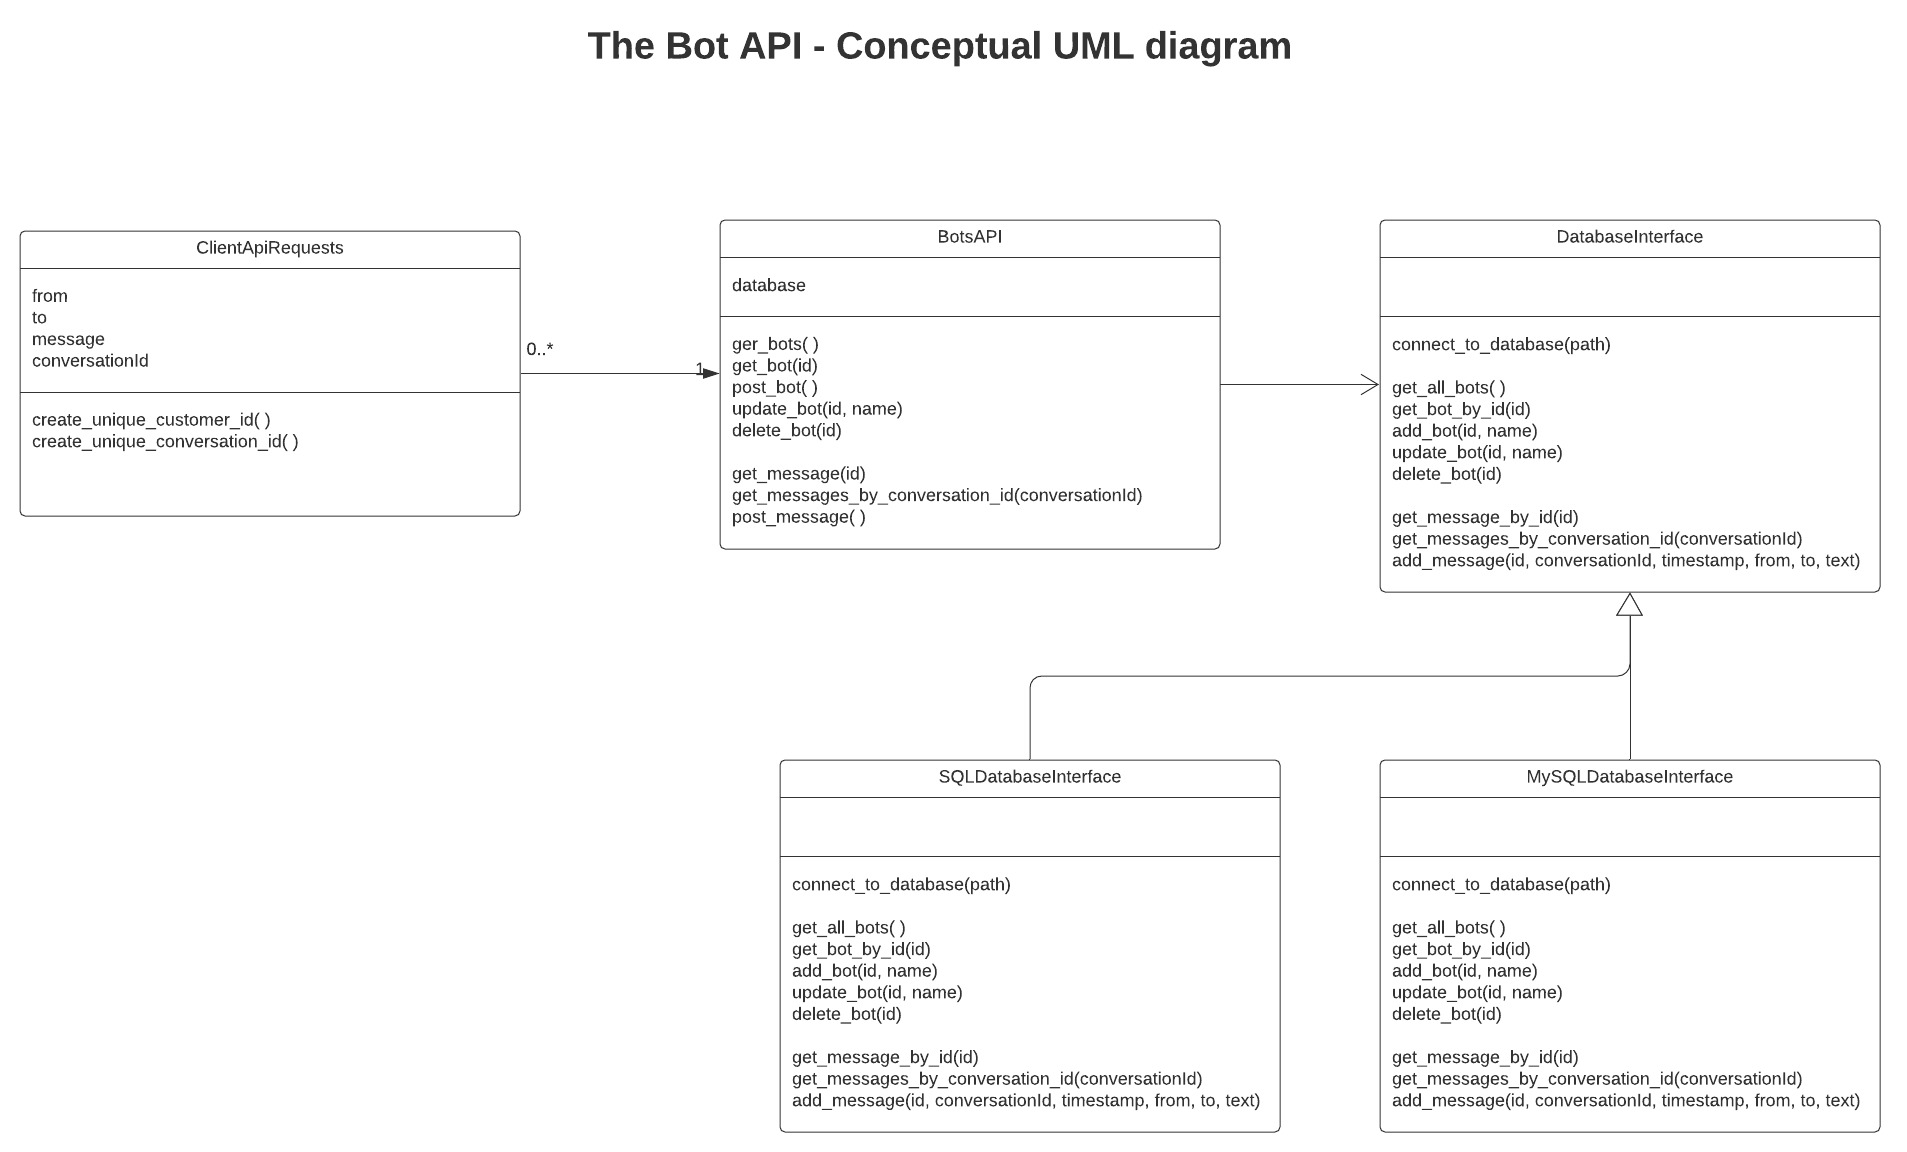 The Bot API - Conceptual UML diagram
ClientApiRequests
from
to
message
conversationId
create_unique_customer_id( )
create_unique_conversation_id( )
0..*
1
BotsAPI
database
ger_bots( )
get_bot(id)
post_bot( )
update_bot(id, name)
delete_bot(id)
get_message(id)
get_messages_by_conversation_id(conversationId)
post_message( )
DatabaseInterface
connect_to_database(path)
get_all_bots( )
get_bot_by_id(id)
add_bot(id, name)
update_bot(id, name)
delete_bot(id)
get_message_by_id(id)
get_messages_by_conversation_id(conversationId)
add_message(id, conversationId, timestamp, from, to, text)
SQLDatabaseInterface
connect_to_database(path)
get_all_bots( )
get_bot_by_id(id)
add_bot(id, name)
update_bot(id, name)
delete_bot(id)
get_message_by_id(id)
get_messages_by_conversation_id(conversationId)
add_message(id, conversationId, timestamp, from, to, text)
MySQLDatabaseInterface
connect_to_database(path)
get_all_bots( )
get_bot_by_id(id)
add_bot(id, name)
update_bot(id, name)
delete_bot(id)
get_message_by_id(id)
get_messages_by_conversation_id(conversationId)
add_message(id, conversationId, timestamp, from, to, text)